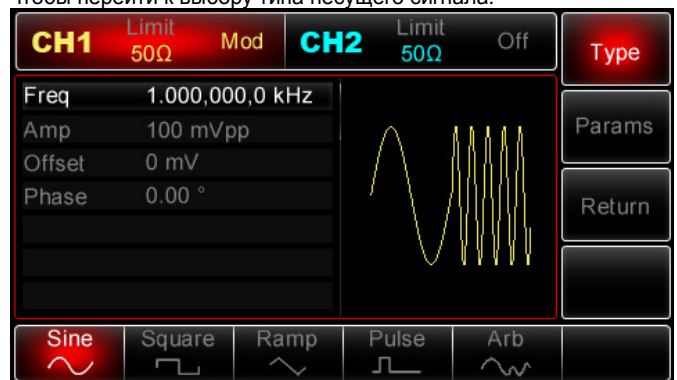 чтобы перейти к выбору типа несущего сигнала.
CH1 Limit 50Ω Mod CH2 Limit 50Ω Off Type
Freq 1.000,000,0 kHz
Amp 100 mVpp Params
Offset 0 mV
Phase 0.00 ° Return
Sine Square Ramp Pulse Arb